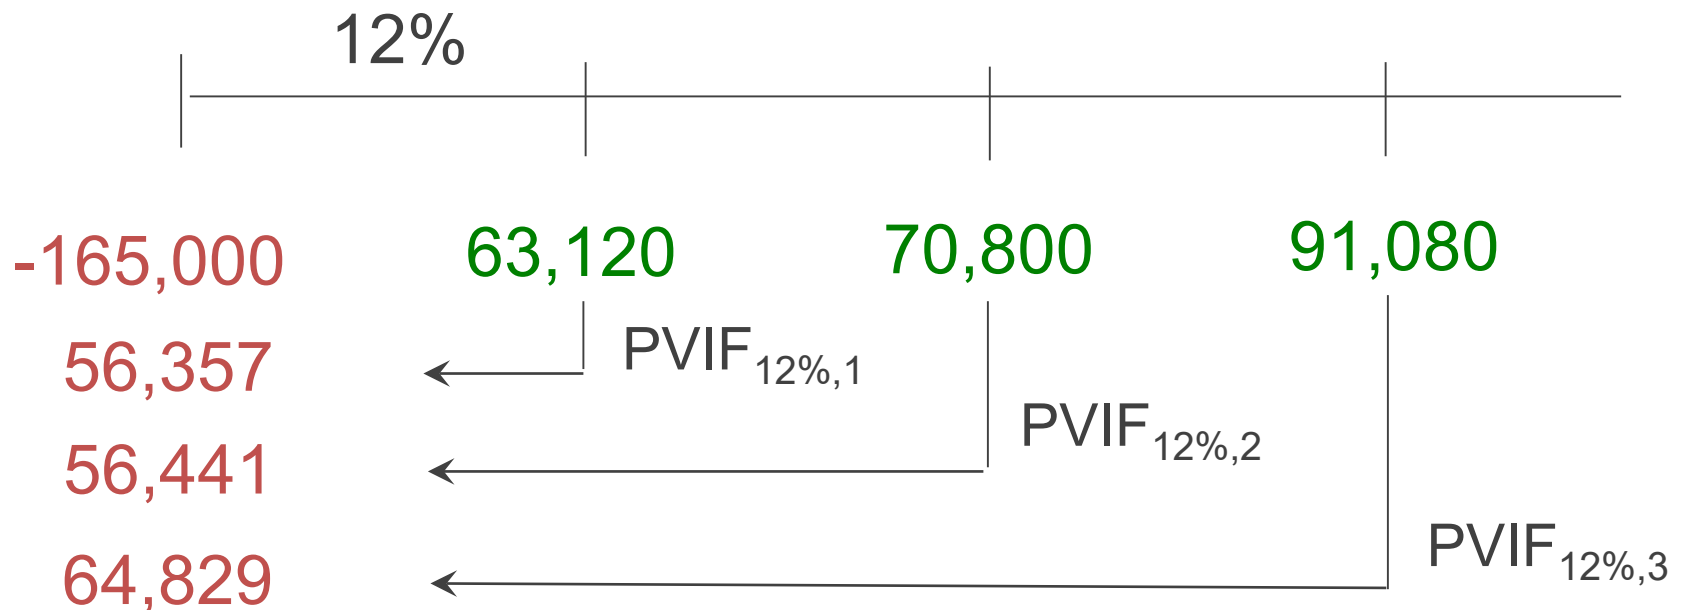 12%
-165,000 63,120 70,800 91,080
56,357 PVIF12%,1
56,441 PVIF12%,2
64,829 PVIF12%,3